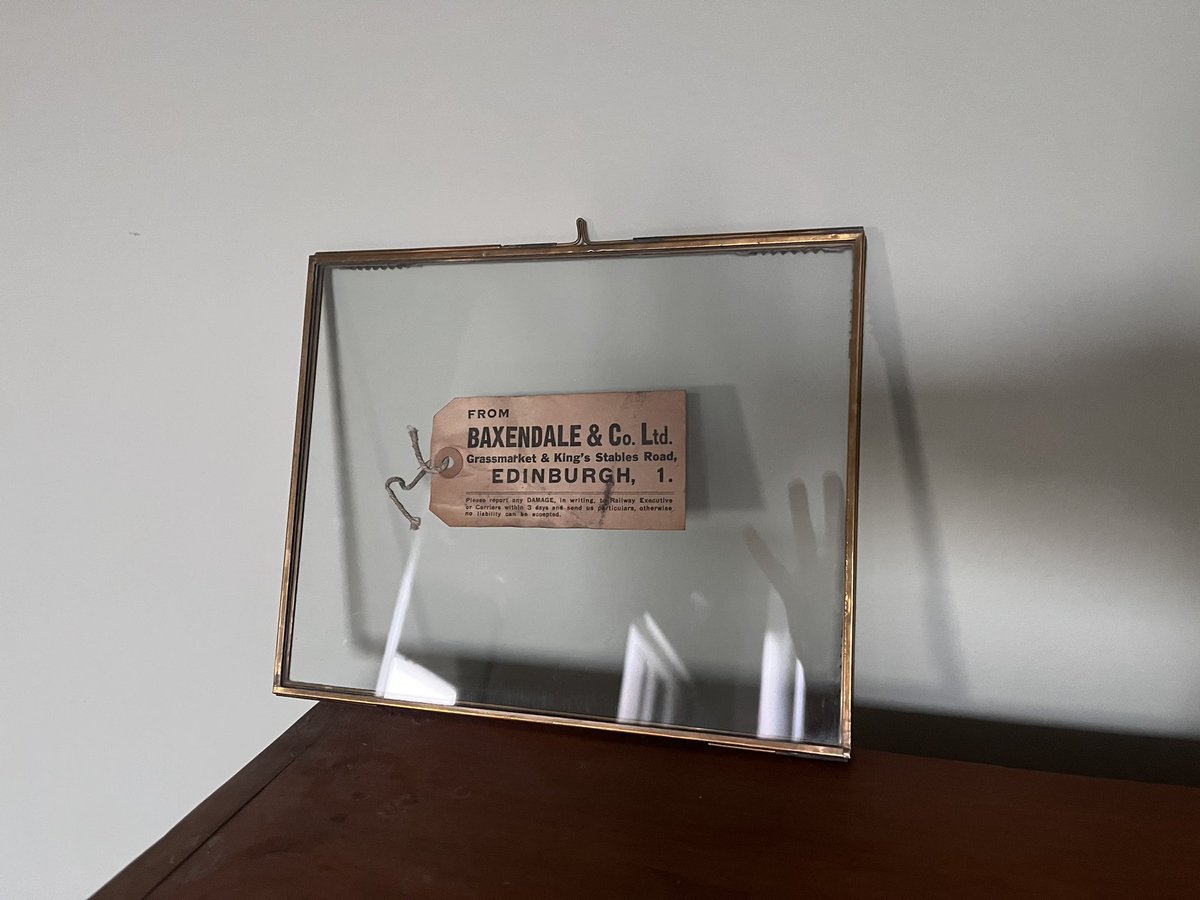 FROM
BAXENDALE & Co. Ltd.
Grassmarket & King's Stables Road,
EDINBURGH, 1.
Please report any DAMAGE, in writing, to Railway Executive
or Carriers within 3 days and send us particulars, otherwise
no liability can be accepted.